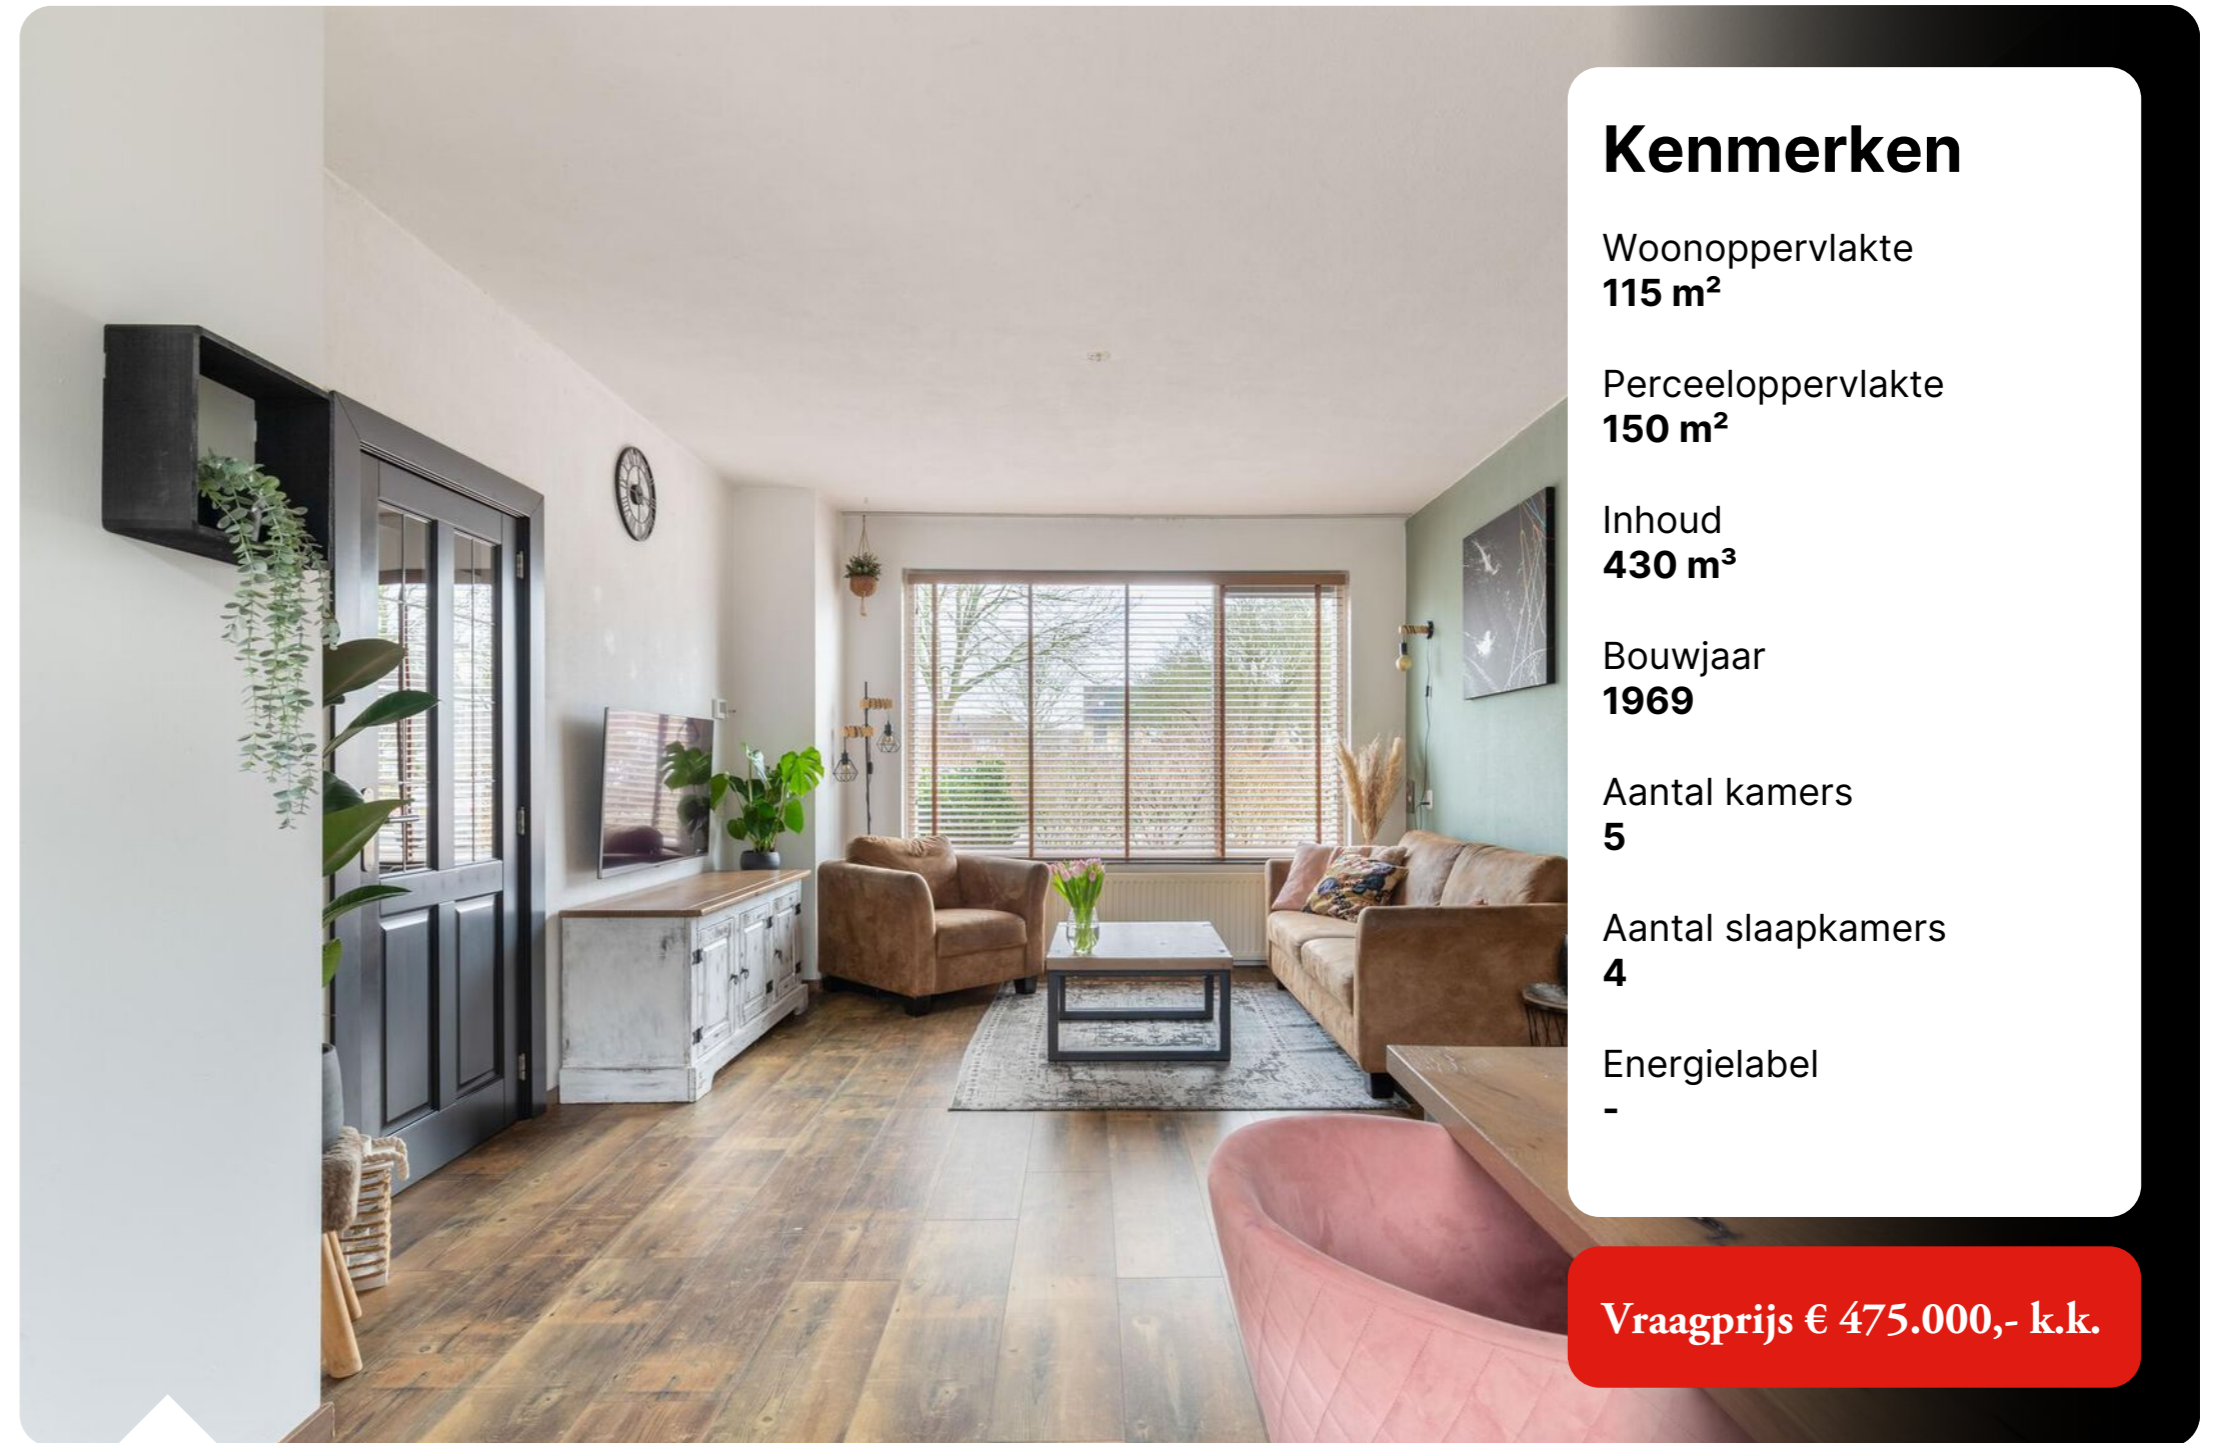 Kenmerken
Woonoppervlakte
115 m²
Perceeloppervlakte
150 m²
Inhoud
430 m³
Bouwjaar
1969
Aantal kamers
5
Aantal slaapkamers
4
Energielabel
-
Vraagprijs € 475.000,- k.k.